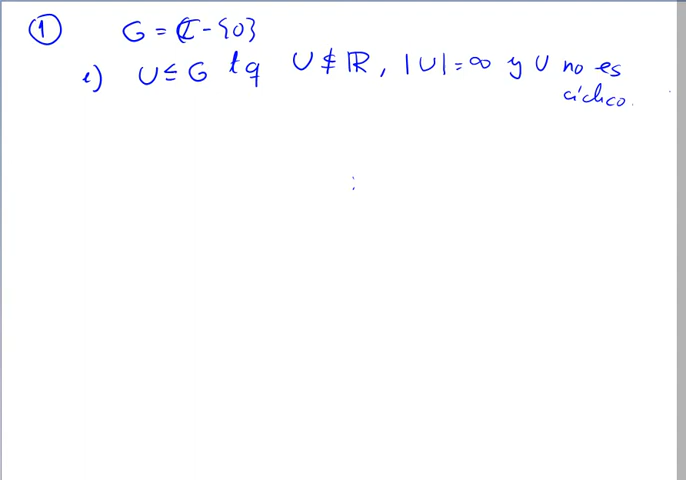 ① G = ℂ - {0}
e) U ≤ G tq U ⊄ ℝ, |U| = ∞ y U no es
cíclico.